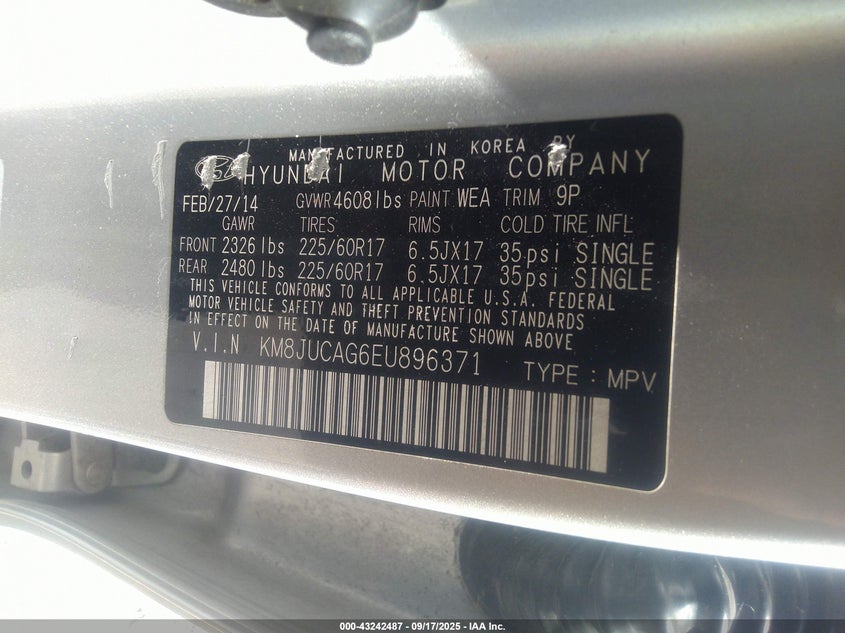 MANUFACTURED IN KOREA BY
HYUNDAI MOTOR COMPANY
FEB/27/14 GVWR 4608 lbs PAINT WEA TRIM 9P
GAWR TIRES RIMS COLD TIRE INFL
FRONT 2326 lbs 225/60R17 6.5JX17 35psi SINGLE
REAR 2480 lbs 225/60R17 6.5JX17 35psi SINGLE
THIS VEHICLE CONFORMS TO ALL APPLICABLE U.S.A. FEDERAL
MOTOR VEHICLE SAFETY AND THEFT PREVENTION STANDARDS
IN EFFECT ON THE DATE OF MANUFACTURE SHOWN ABOVE
V.I.N KM8JUCAG6EU896371
TYPE : MPV
000-43242487 - 09/17/2025 - IAA Inc.